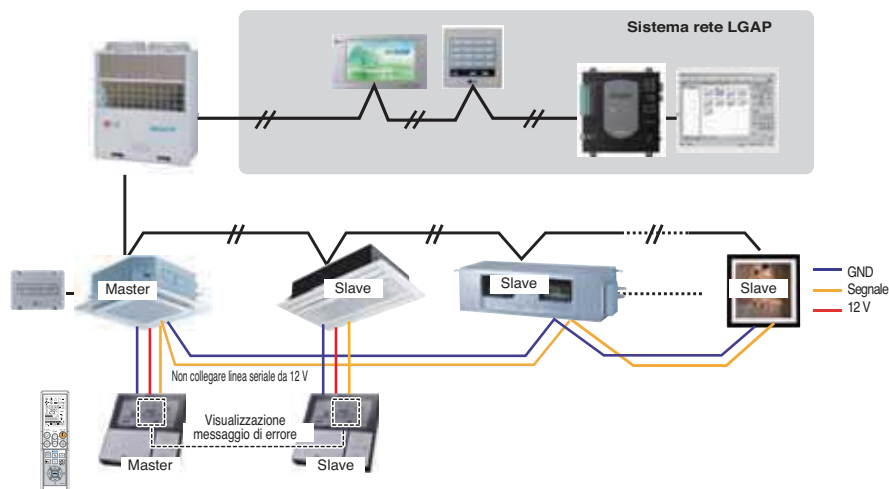 Sistema rete LGAP
Master
Slave
Slave
Slave
GND
Segnale
12 V
Non collegare linea seriale da 12 V
Visualizzazione
messaggio di errore
Master
Slave